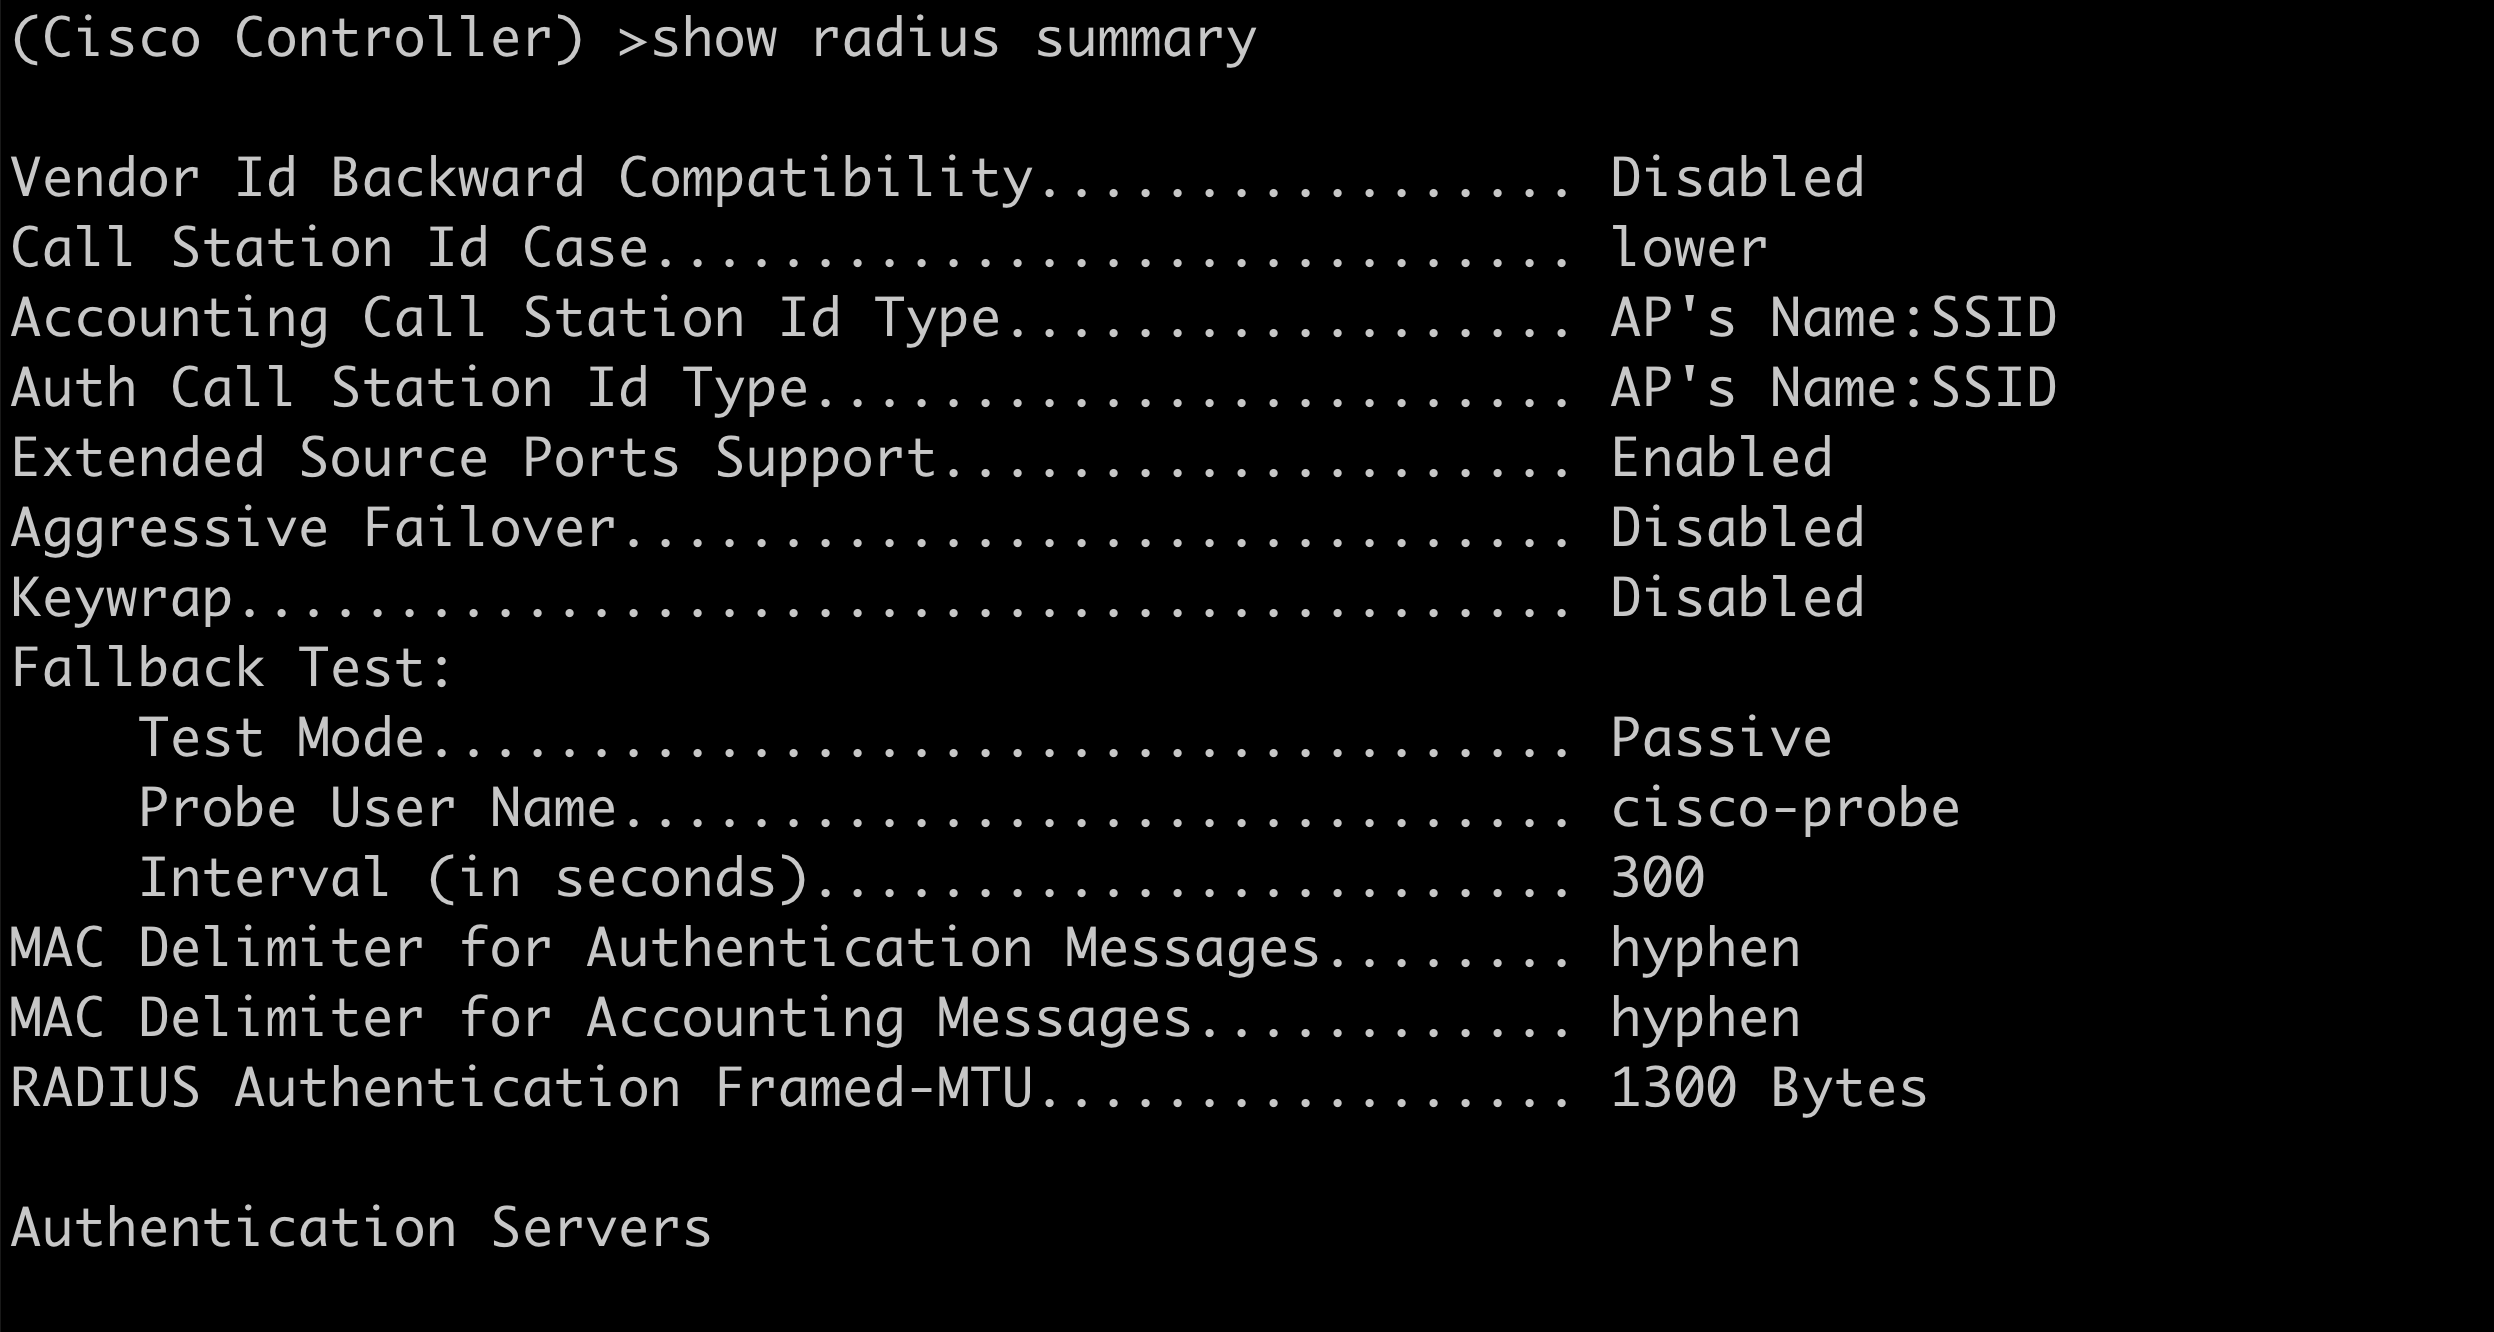 (Cisco Controller) >show radius summary
Vendor Id Backward Compatibility................. Disabled
Call Station Id Case............................. lower
Accounting Call Station Id Type.................. AP's Name:SSID
Auth Call Station Id Type........................ AP's Name:SSID
Extended Source Ports Support.................... Enabled
Aggressive Failover.............................. Disabled
Keywrap.......................................... Disabled
Fallback Test:
    Test Mode.................................... Passive
    Probe User Name.............................. cisco-probe
    Interval (in seconds)........................ 300
MAC Delimiter for Authentication Messages........ hyphen
MAC Delimiter for Accounting Messages............ hyphen
RADIUS Authentication Framed-MTU................. 1300 Bytes
Authentication Servers